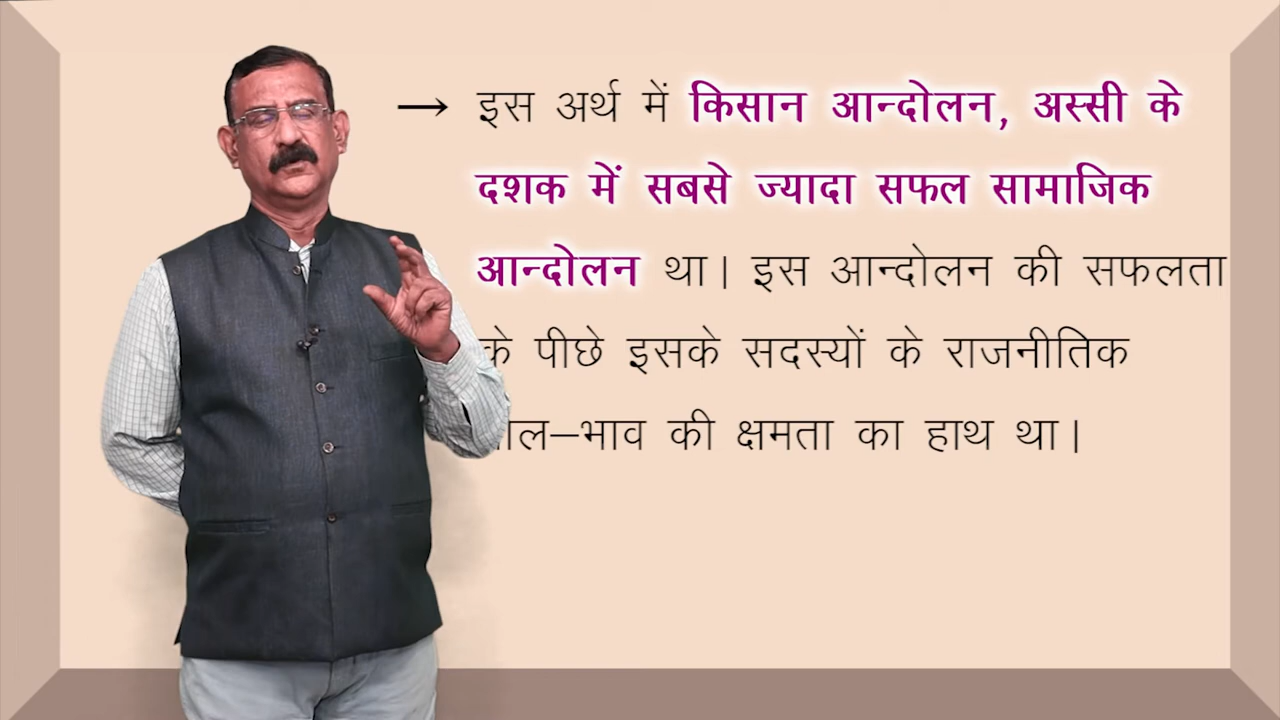 → इस अर्थ में किसान आन्दोलन, अस्सी के
दशक में सबसे ज्यादा सफल सामाजिक
आन्दोलन था। इस आन्दोलन की सफलता
के पीछे इसके सदस्यों के राजनीतिक
की क्षमता का हाथ था।